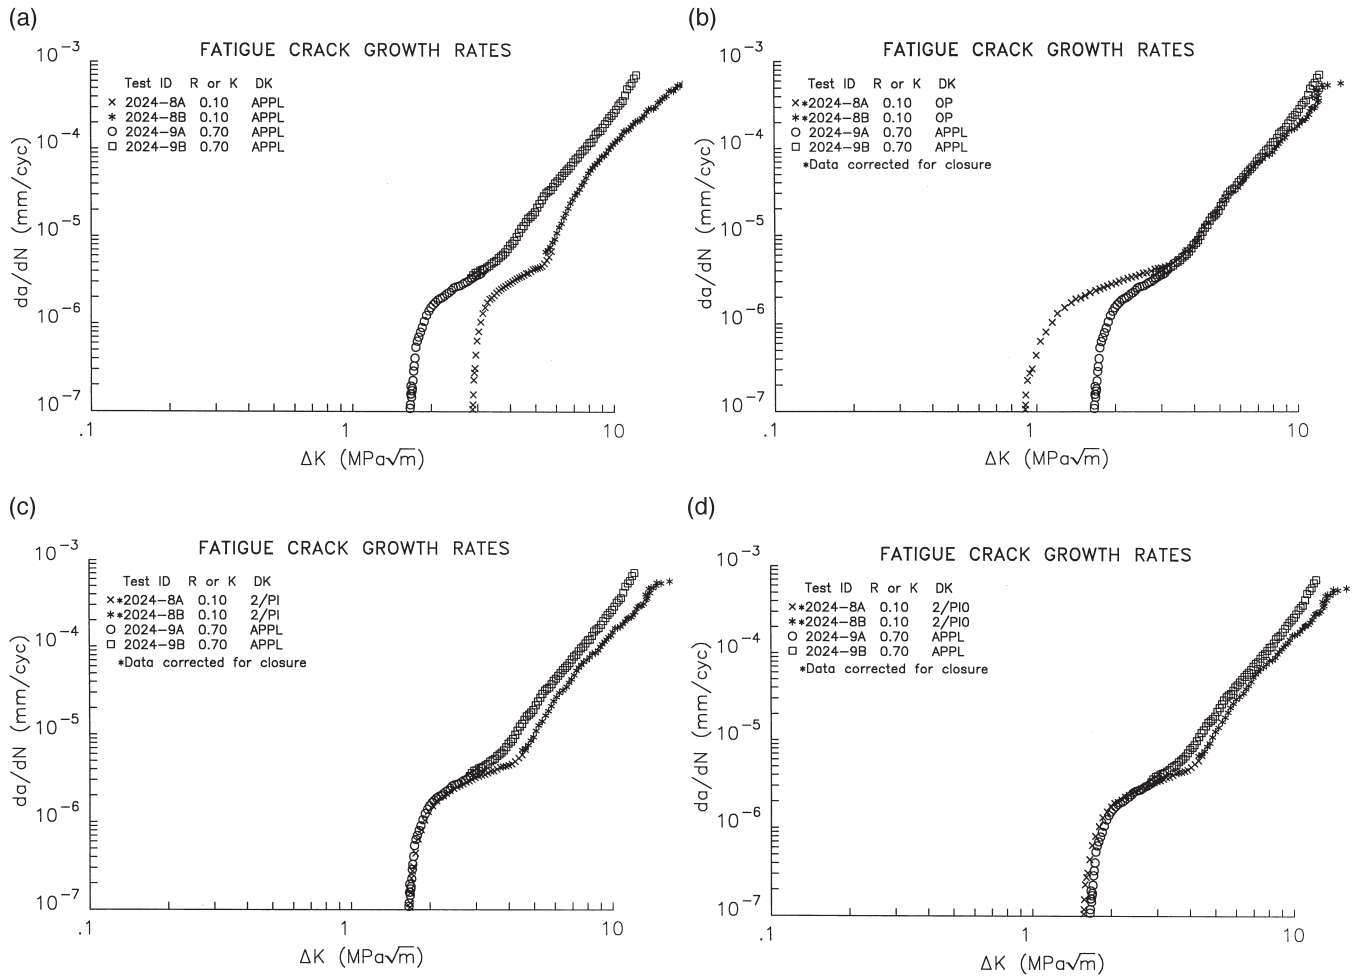 (a)
FATIGUE CRACK GROWTH RATES
Test ID R or K DK
× 2024-8A 0.10 APPL
* 2024-8B 0.10 APPL
○ 2024-9A 0.70 APPL
□ 2024-9B 0.70 APPL
10⁻³
10⁻⁴
10⁻⁵
10⁻⁶
10⁻⁷
da/dN (mm/cyc)
.1 1 10
ΔK (MPa√m)
(b)
FATIGUE CRACK GROWTH RATES
Test ID R or K DK
×*2024-8A 0.10 OP
**2024-8B 0.10 OP
○ 2024-9A 0.70 APPL
□ 2024-9B 0.70 APPL
*Data corrected for closure
10⁻³
10⁻⁴
10⁻⁵
10⁻⁶
10⁻⁷
da/dN (mm/cyc)
.1 1 10
ΔK (MPa√m)
(c)
FATIGUE CRACK GROWTH RATES
Test ID R or K DK
×*2024-8A 0.10 2/PI
**2024-8B 0.10 2/PI
○ 2024-9A 0.70 APPL
□ 2024-9B 0.70 APPL
*Data corrected for closure
10⁻³
10⁻⁴
10⁻⁵
10⁻⁶
10⁻⁷
da/dN (mm/cyc)
.1 1 10
ΔK (MPa√m)
(d)
FATIGUE CRACK GROWTH RATES
Test ID R or K DK
×*2024-8A 0.10 2/PI0
**2024-8B 0.10 2/PI0
○ 2024-9A 0.70 APPL
□ 2024-9B 0.70 APPL
*Data corrected for closure
10⁻³
10⁻⁴
10⁻⁵
10⁻⁶
10⁻⁷
da/dN (mm/cyc)
.1 1 10
ΔK (MPa√m)